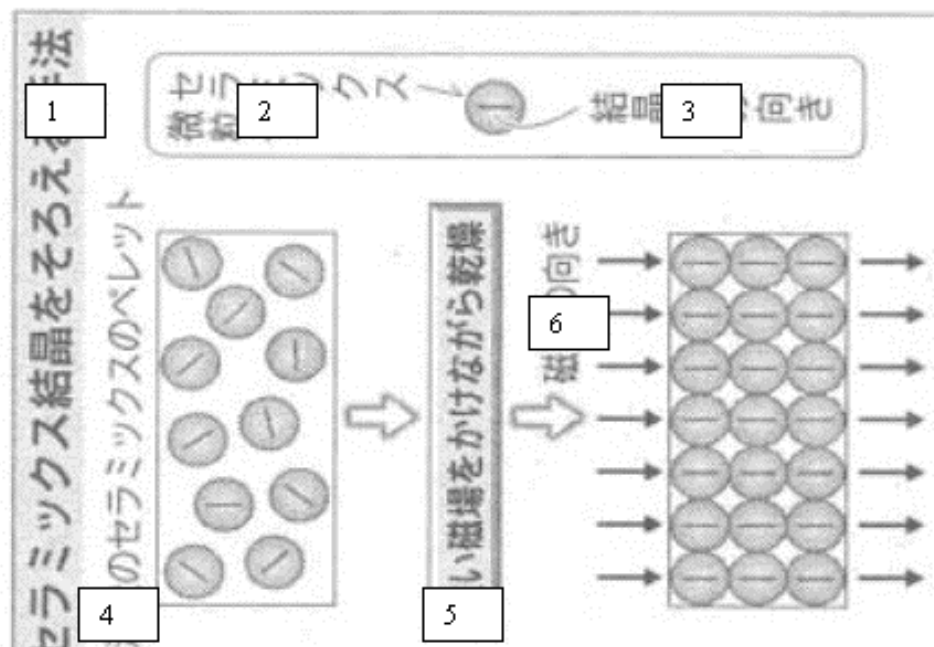 セラミックス結晶をそろえ 法
1
セラ ックス
微粒
2
結晶 向き
3
のセラミックスのペレット
4
い磁場をかけながら乾燥
5
磁 の向き
6